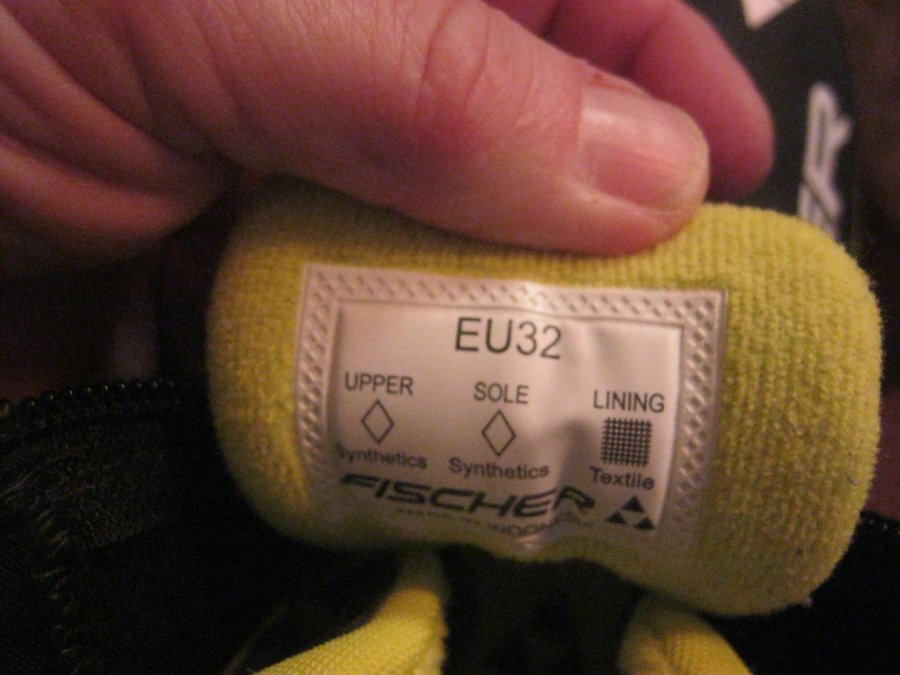 EU32
UPPER
SOLE
LINING
Synthetics
Synthetics
Textile
FISCHER